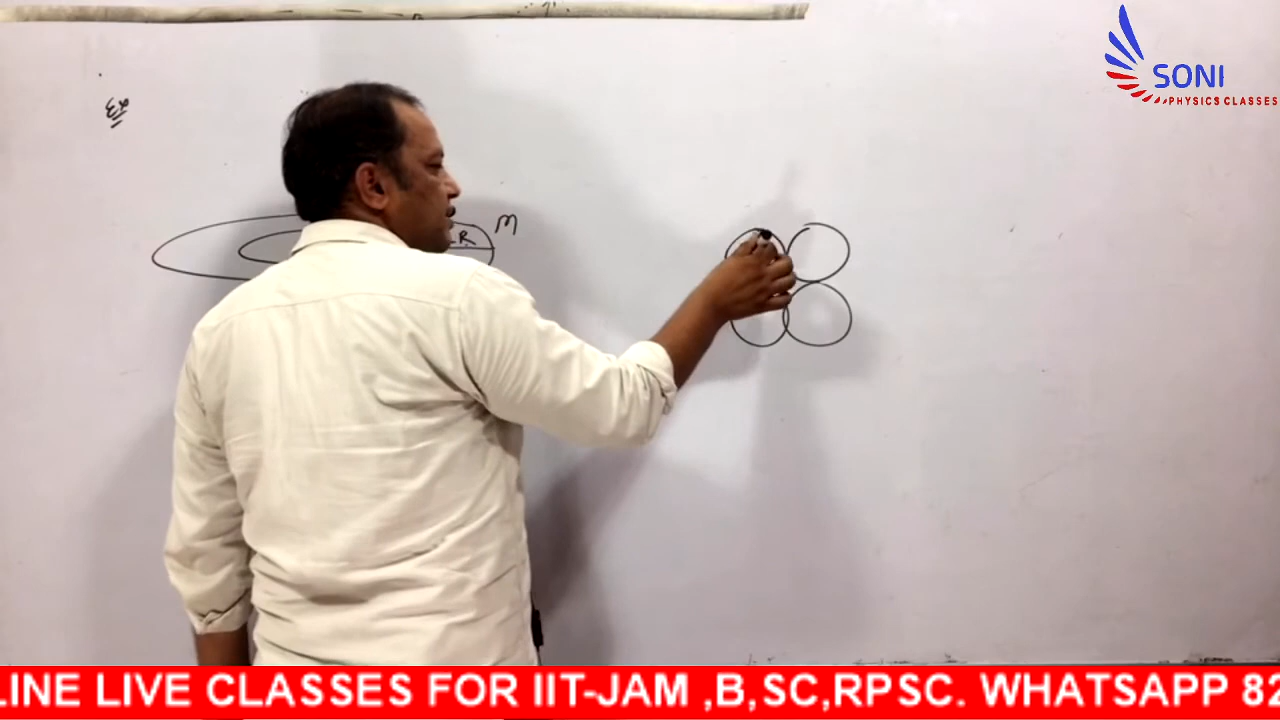 SONI
PHYSICS CLASSES
M
R
LINE LIVE CLASSES FOR IIT-JAM ,B,SC,RPSC. WHATSAPP 82